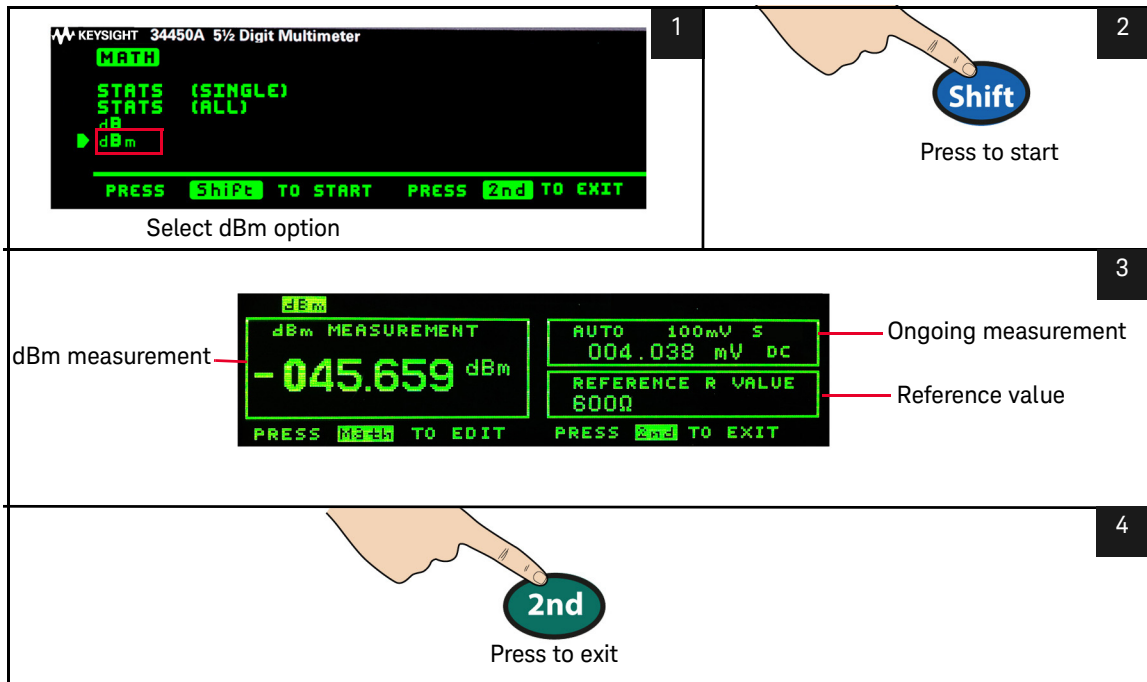 1
KEYSIGHT 34450A 5½ Digit Multimeter
MATH
STATS (SINGLE)
STATS (ALL)
dB
dBm
PRESS Shift TO START PRESS 2nd TO EXIT
Select dBm option
2
Shift
Press to start
3
dBm
dBm MEASUREMENT
-045.659 dBm
AUTO 100mV S
004.038 mV DC
REFERENCE R VALUE
600Ω
PRESS Math TO EDIT PRESS 2nd TO EXIT
dBm measurement
Ongoing measurement
Reference value
4
2nd
Press to exit